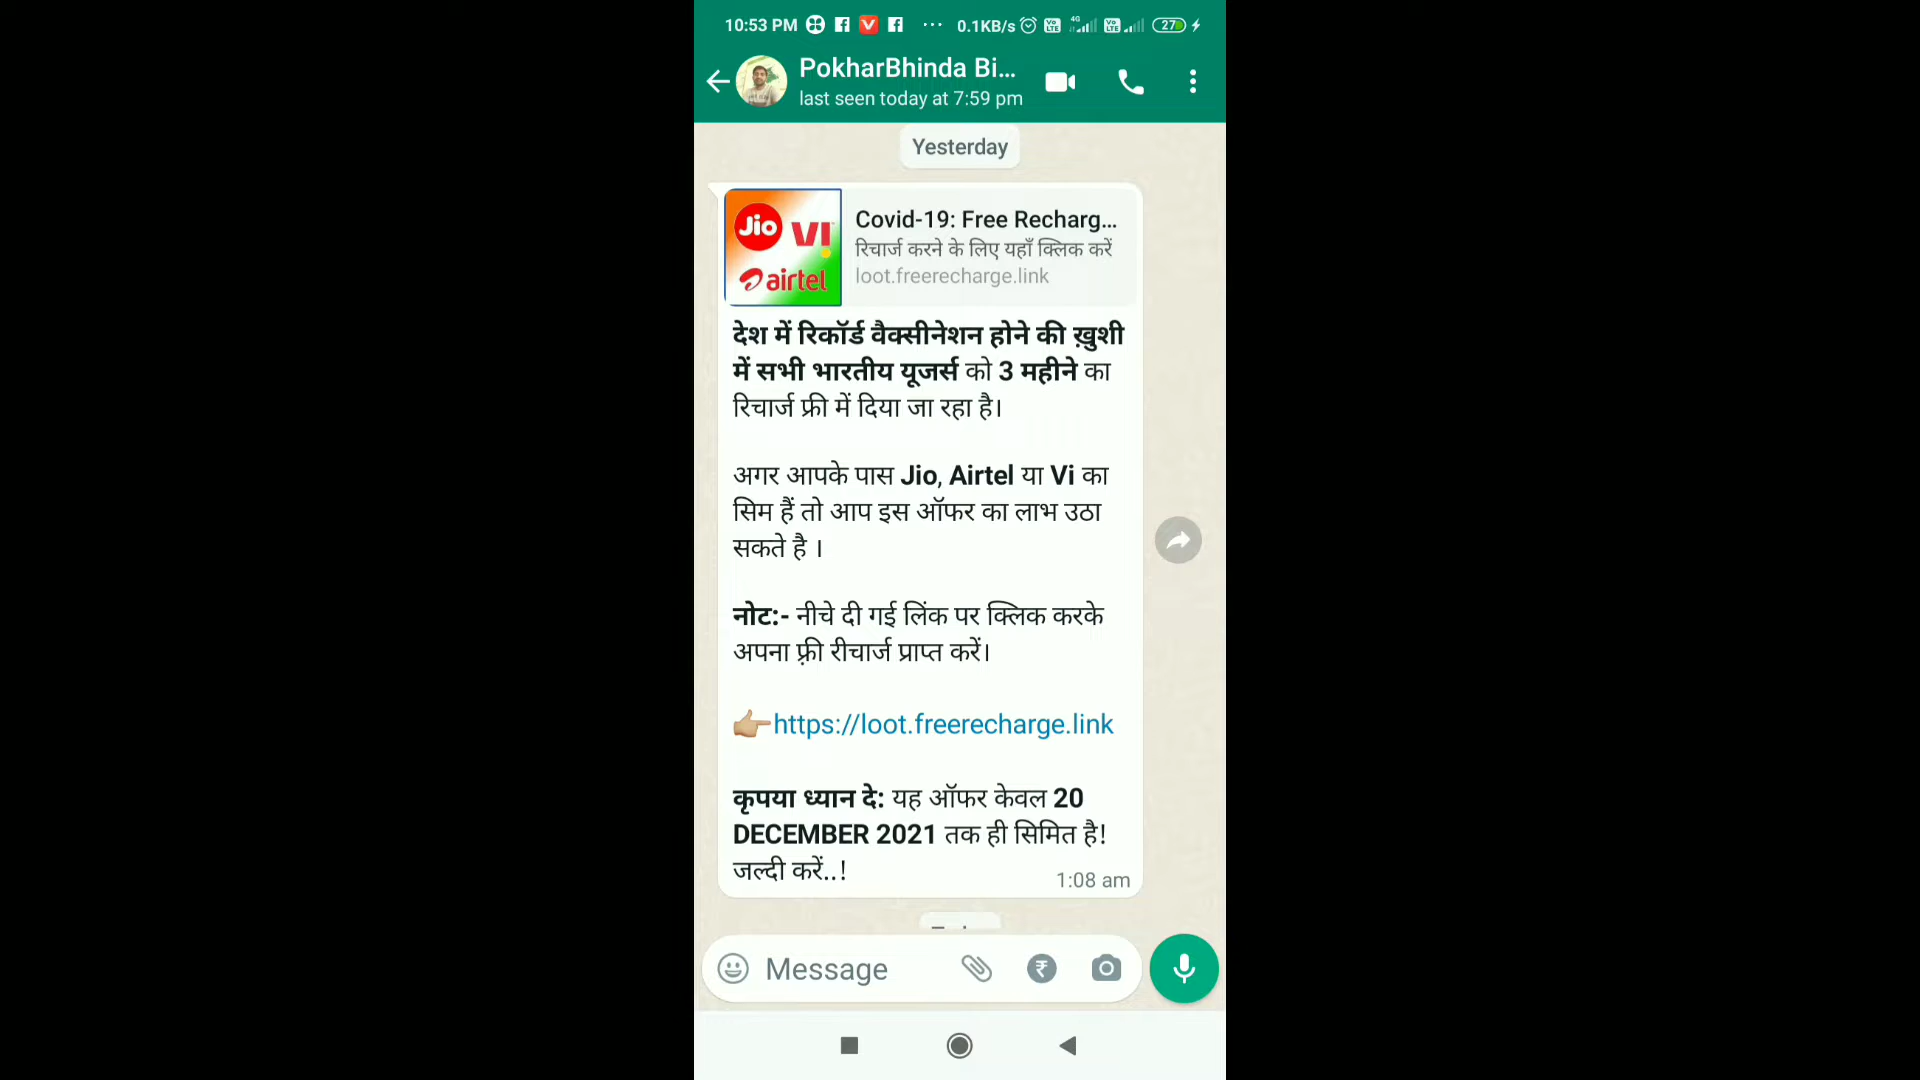 10:53 PM 0.1KB/s 4G 27
PokharBhinda Bi...
last seen today at 7:59 pm
Yesterday
Jio VI airtel
Covid-19: Free Recharg...
रिचार्ज करने के लिए यहाँ क्लिक करें
loot.freerecharge.link
देश में रिकॉर्ड वैक्सीनेशन होने की ख़ुशी
में सभी भारतीय यूजर्स को 3 महीने का
रिचार्ज फ्री में दिया जा रहा है।
अगर आपके पास Jio, Airtel या Vi का
सिम हैं तो आप इस ऑफर का लाभ उठा
सकते है ।
नोट:- नीचे दी गई लिंक पर क्लिक करके
अपना फ़्री रीचार्ज प्राप्त करें।
👉https://loot.freerecharge.link
कृपया ध्यान दे: यह ऑफर केवल 20
DECEMBER 2021 तक ही सिमित है!
जल्दी करें..!
1:08 am
Message